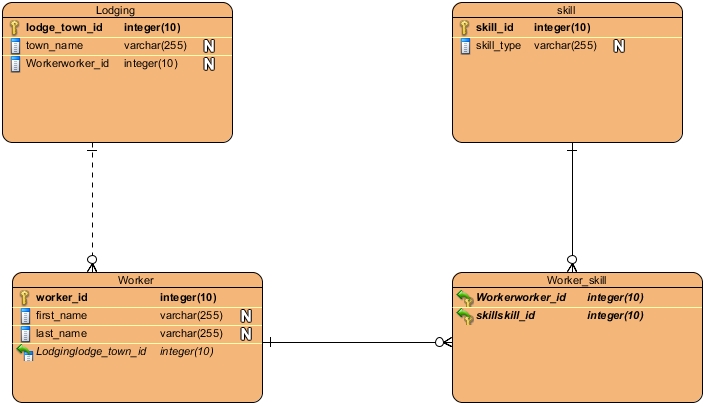 Lodging
lodge_town_id integer(10)
town_name varchar(255) N
Workerworker_id integer(10) N
skill
skill_id integer(10)
skill_type varchar(255) N
Worker
worker_id integer(10)
first_name varchar(255) N
last_name varchar(255) N
Lodginglodge_town_id integer(10)
Worker_skill
Workerworker_id integer(10)
skillskill_id integer(10)